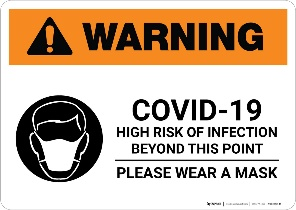 WARNING
COVID-19
HIGH RISK OF INFECTION
BEYOND THIS POINT
PLEASE WEAR A MASK